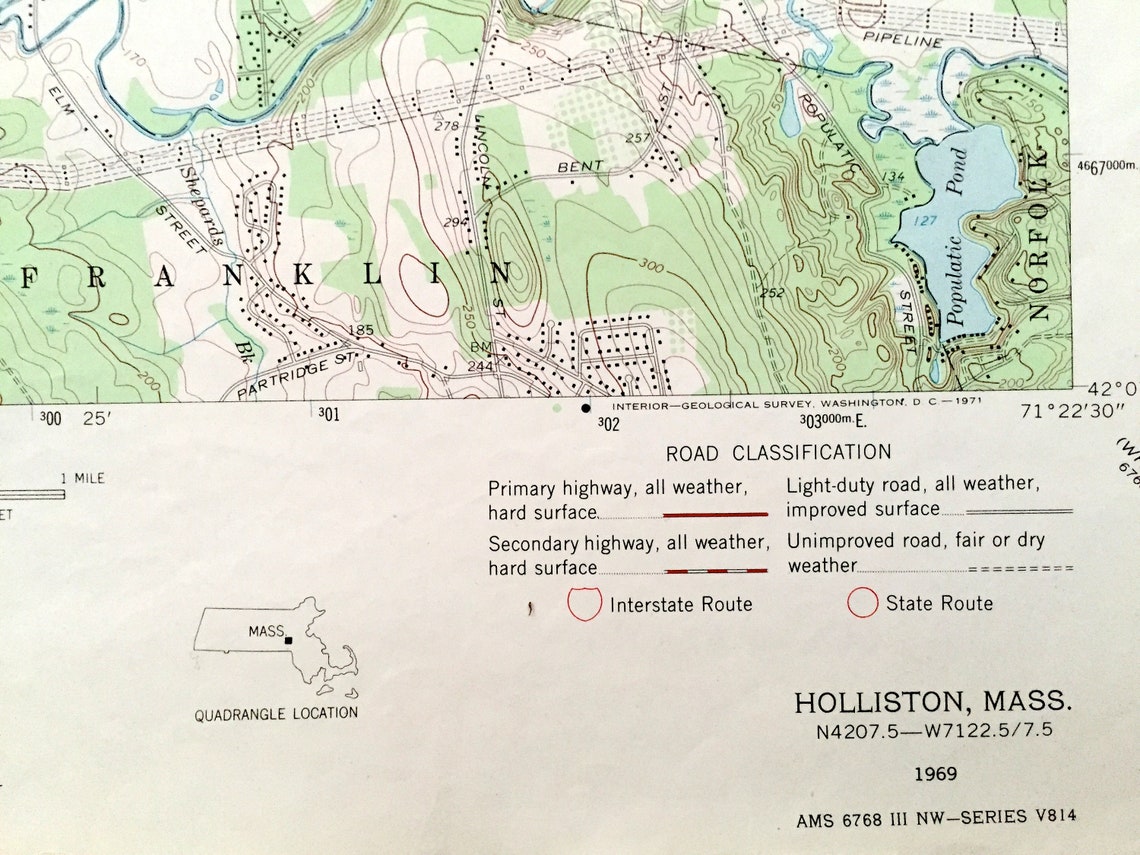 PIPELINE
170
250
ELM
278
LINCOLN
ST
257
POPULATIC
50
4667000m.
BENT
134
Shepards
STREET
294
127
Populatic Pond
NORFOLK
FRANKLIN
300
252
STREET
200
Bk
185
250
ST
BM
244
200
PARTRIDGE ST
200
42°0
300 25′ 301
INTERIOR—GEOLOGICAL SURVEY, WASHINGTON, D. C.—1971
302 303000m.E. 71°22′30″
ROAD CLASSIFICATION
1 MILE
ET
Primary highway, all weather,
hard surface
Light-duty road, all weather,
improved surface
Secondary highway, all weather,
hard surface
Unimproved road, fair or dry
weather
Interstate Route
State Route
MASS.
QUADRANGLE LOCATION
HOLLISTON, MASS.
N4207.5—W7122.5/7.5
1969
AMS 6768 III NW—SERIES V814